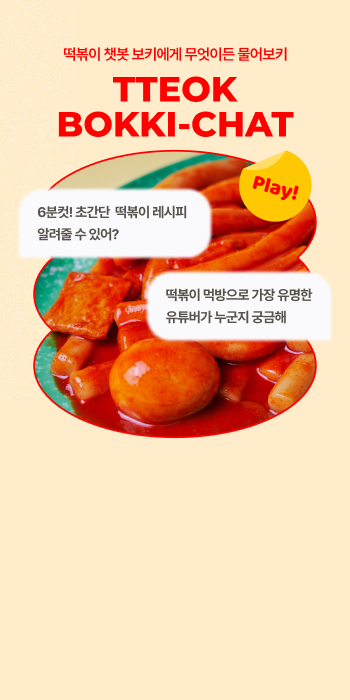 떡볶이 챗봇 보키에게 무엇이든 물어보키
TTEOK
BOKKI-CHAT
Play!
6분컷! 초간단 떡볶이 레시피
알려줄 수 있어?
떡볶이 먹방으로 가장 유명한
유튜버가 누군지 궁금해